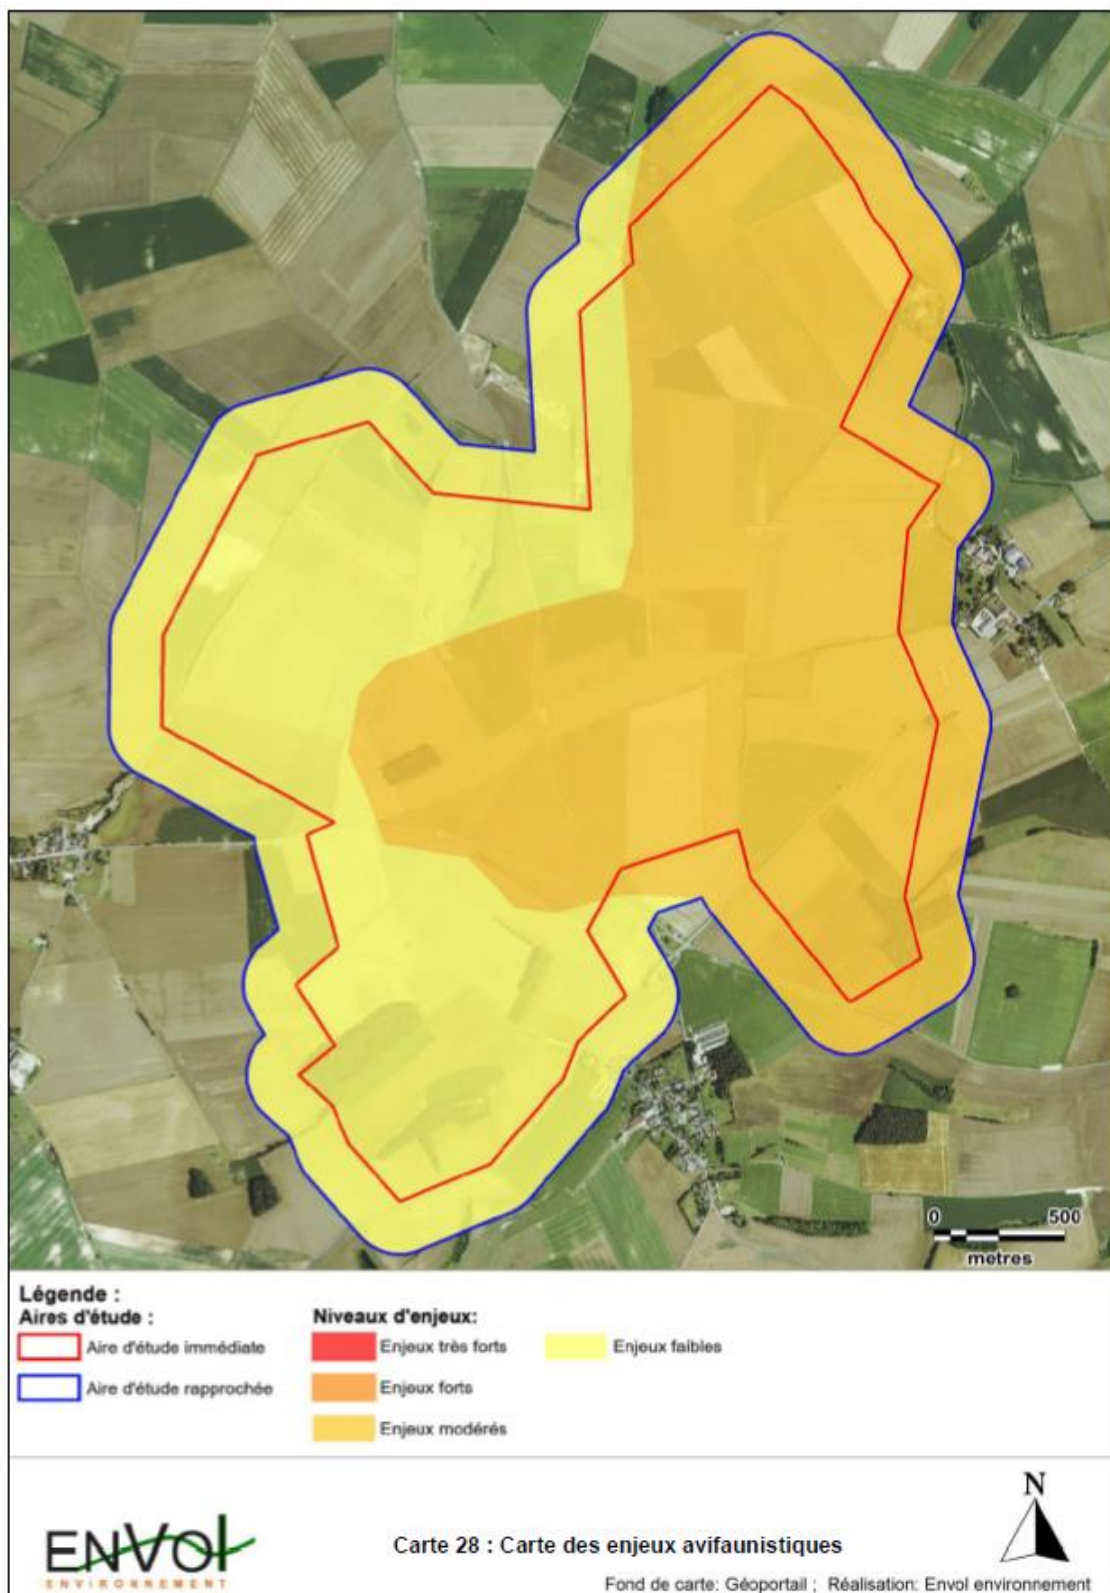 0 500
metres
Légende :
Aires d'étude :
Aire d'étude immédiate
Aire d'étude rapprochée
Niveaux d'enjeux:
Enjeux très forts
Enjeux forts
Enjeux modérés
Enjeux faibles
N
ENVOl
ENVIRONNEMENT
Carte 28 : Carte des enjeux avifaunistiques
Fond de carte: Géoportail ; Réalisation: Envol environnement